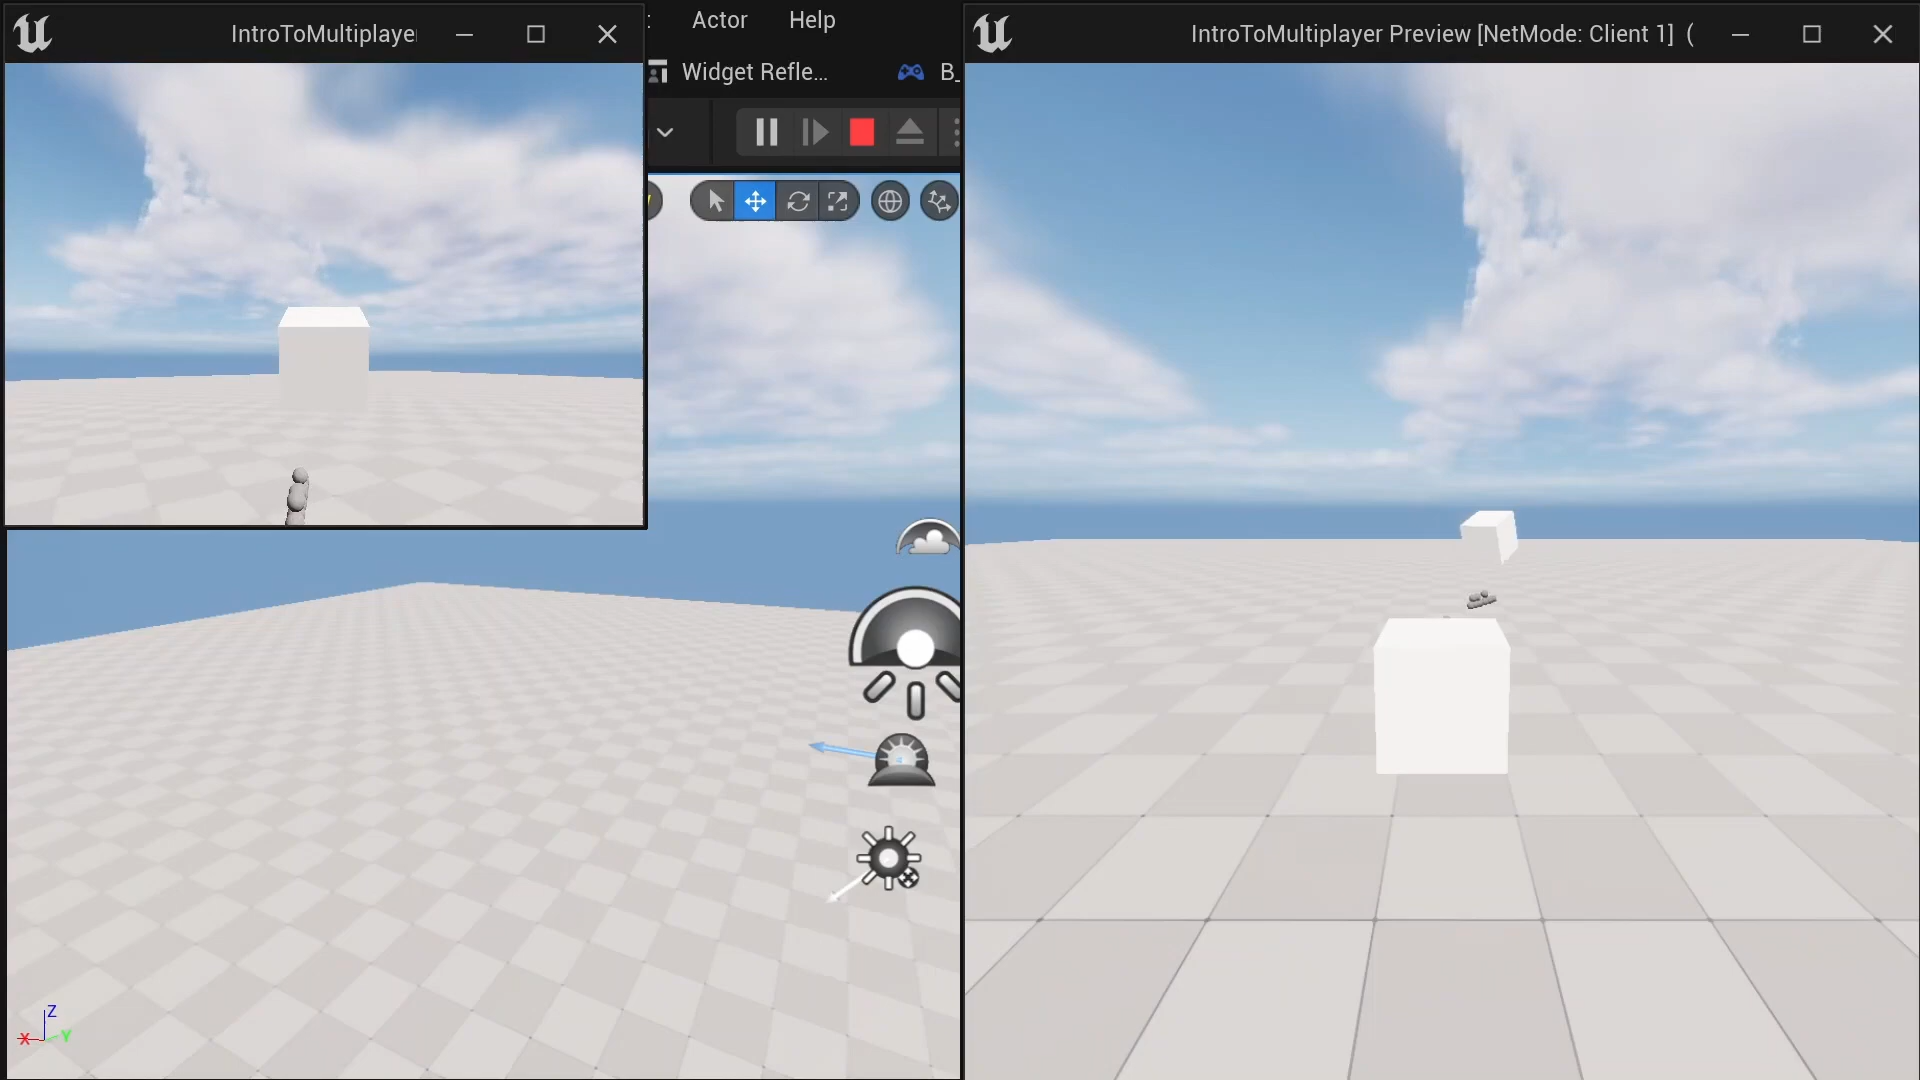 IntroToMultiplaye
Actor Help
IntroToMultiplayer Preview [NetMode: Client 1] (
Widget Refle...
B_
Z
X
Y